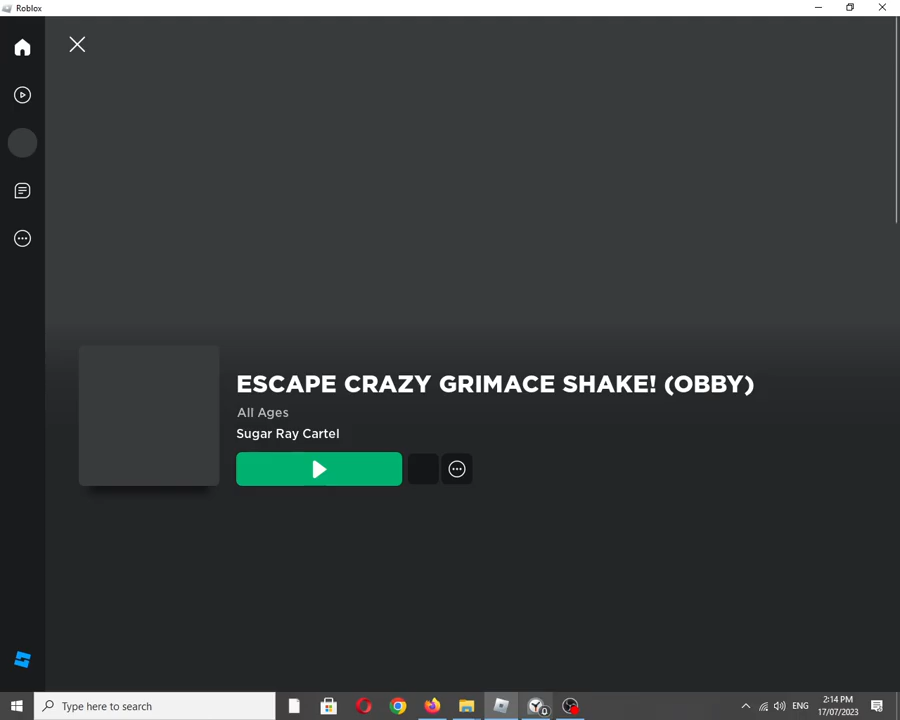 Roblox
ESCAPE CRAZY GRIMACE SHAKE! (OBBY)
All Ages
Sugar Ray Cartel
Type here to search
ENG
2:14 PM
17/07/2023